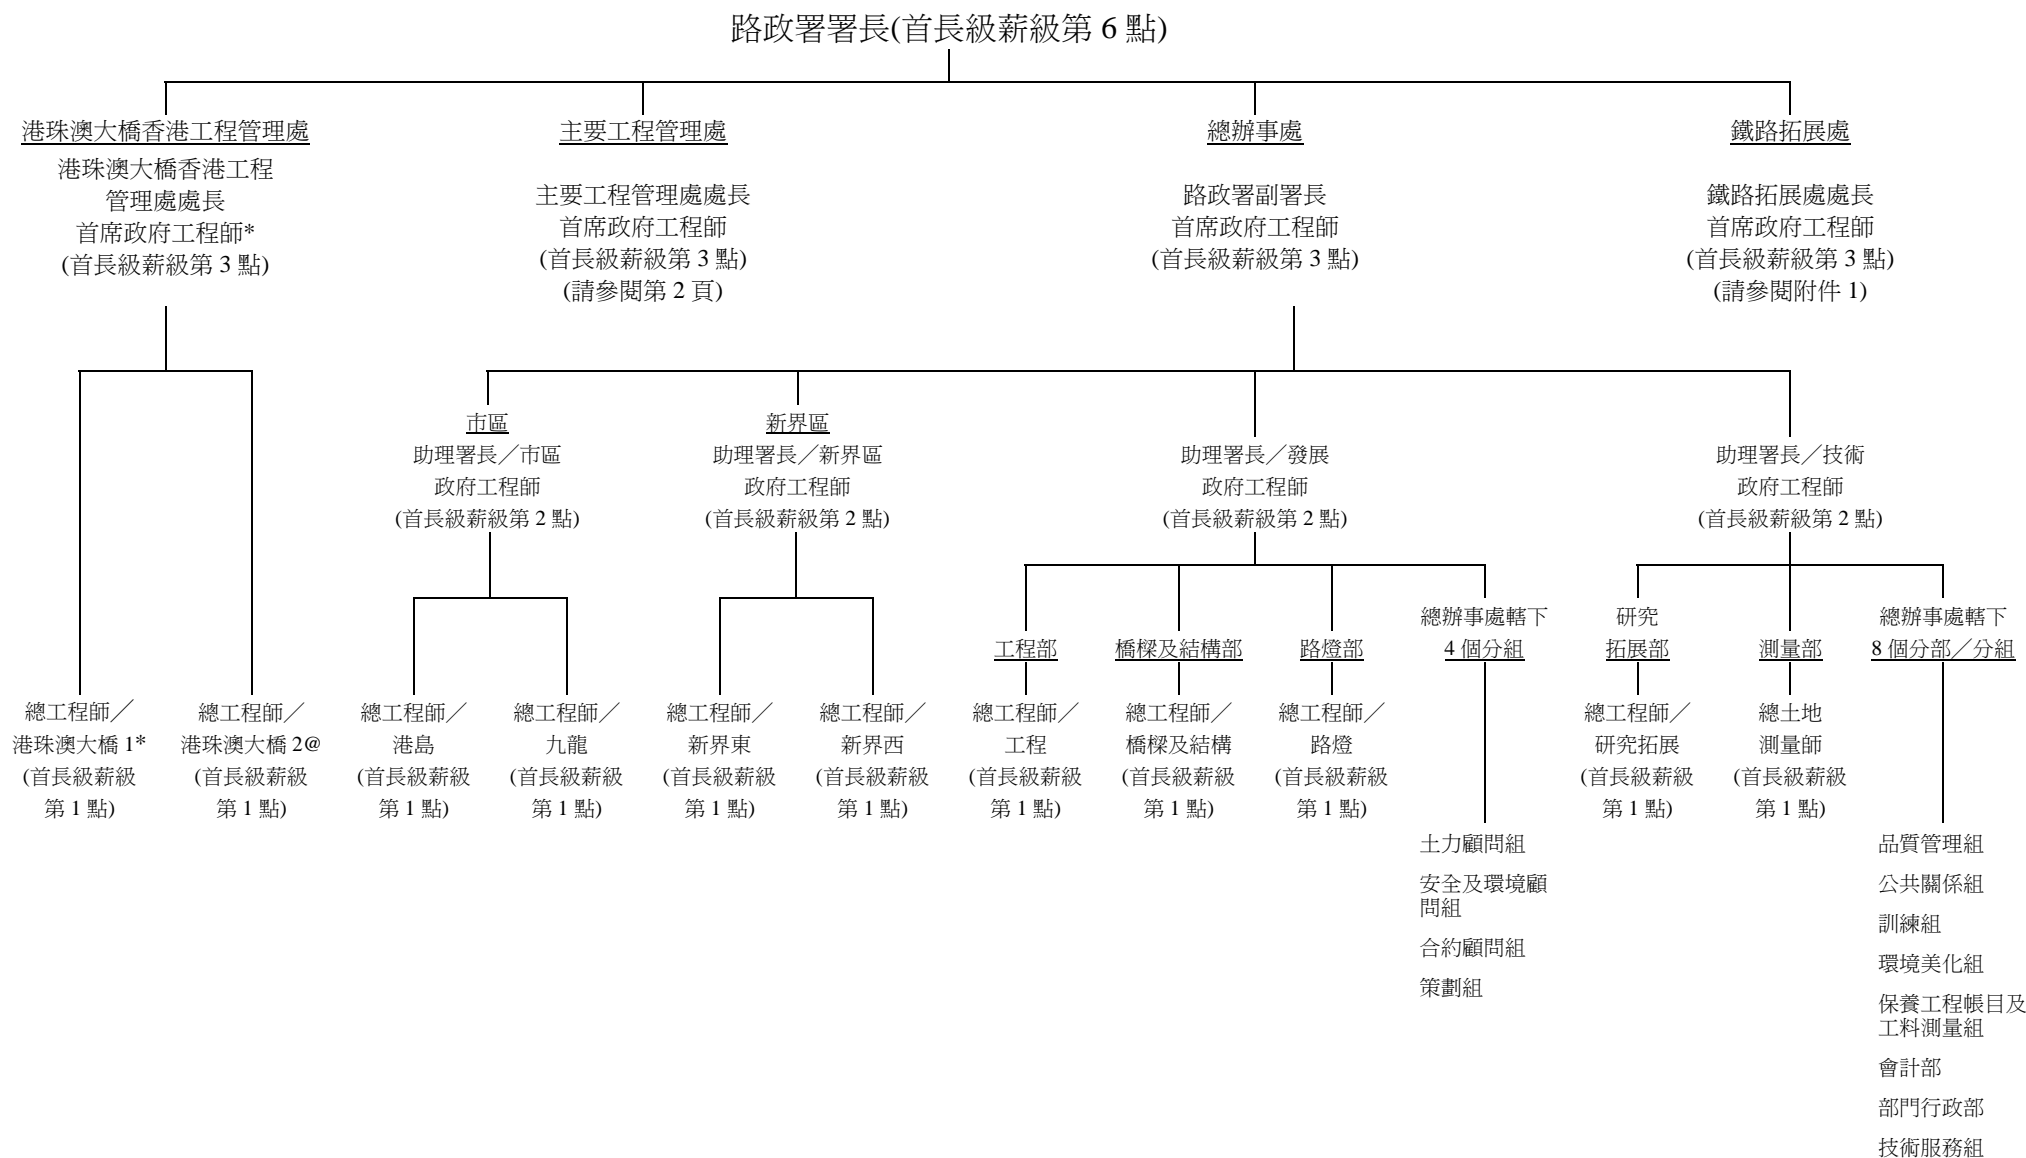 路政署署長(首長級薪級第 6 點)
港珠澳大橋香港工程管理處
港珠澳大橋香港工程
管理處處長
首席政府工程師*
(首長級薪級第 3 點)
主要工程管理處
主要工程管理處處長
首席政府工程師
(首長級薪級第 3 點)
(請參閱第 2 頁)
總辦事處
路政署副署長
首席政府工程師
(首長級薪級第 3 點)
鐵路拓展處
鐵路拓展處處長
首席政府工程師
(首長級薪級第 3 點)
(請參閱附件 1)
市區
助理署長／市區
政府工程師
(首長級薪級第 2 點)
新界區
助理署長／新界區
政府工程師
(首長級薪級第 2 點)
助理署長／發展
政府工程師
(首長級薪級第 2 點)
助理署長／技術
政府工程師
(首長級薪級第 2 點)
工程部
橋樑及結構部
路燈部
總辦事處轄下
4 個分組
研究
拓展部
測量部
總辦事處轄下
8 個分部／分組
總工程師／
港珠澳大橋 1*
(首長級薪級
第 1 點)
總工程師／
港珠澳大橋 2@
(首長級薪級
第 1 點)
總工程師／
港島
(首長級薪級
第 1 點)
總工程師／
九龍
(首長級薪級
第 1 點)
總工程師／
新界東
(首長級薪級
第 1 點)
總工程師／
新界西
(首長級薪級
第 1 點)
總工程師／
工程
(首長級薪級
第 1 點)
總工程師／
橋樑及結構
(首長級薪級
第 1 點)
總工程師／
路燈
(首長級薪級
第 1 點)
總工程師／
研究拓展
(首長級薪級
第 1 點)
總土地
測量師
(首長級薪級
第 1 點)
土力顧問組
安全及環境顧
問組
合約顧問組
策劃組
品質管理組
公共關係組
訓練組
環境美化組
保養工程帳目及
工料測量組
會計部
部門行政部
技術服務組